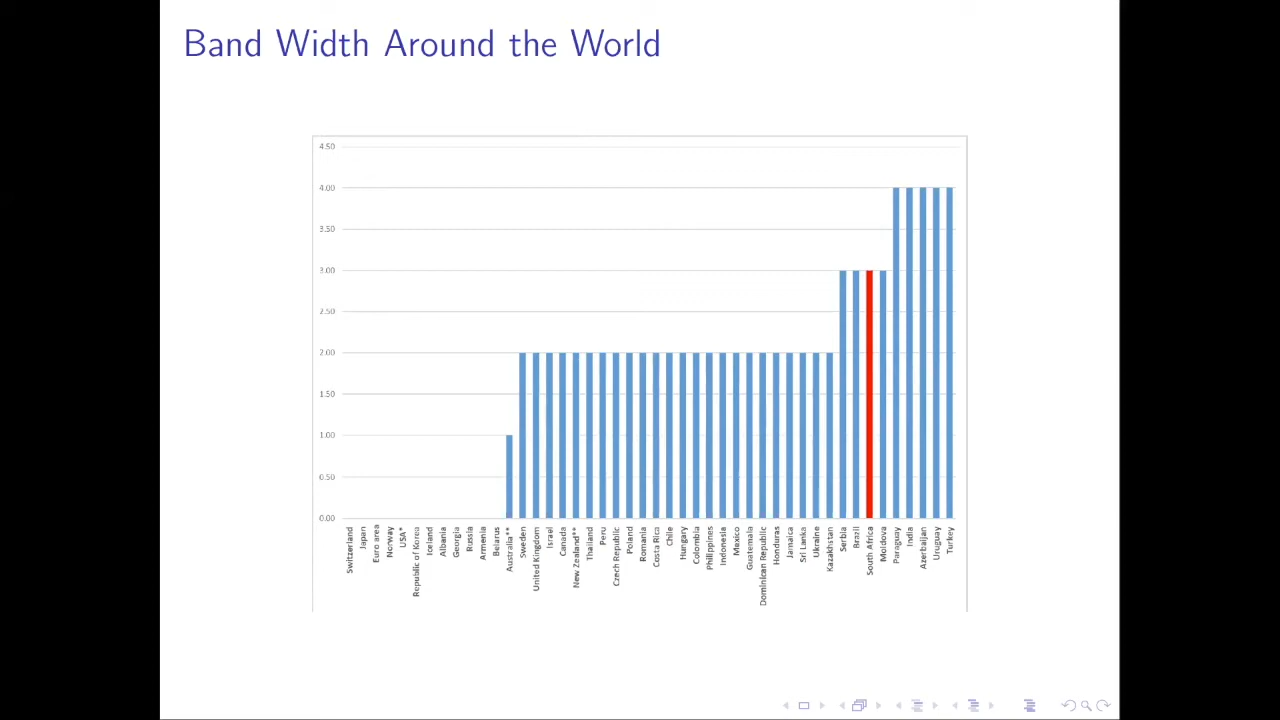 Band Width Around the World
4.50
4.00
3.50
3.00
2.50
2.00
1.50
1.00
0.50
0.00
Switzerland
Japan
Euro area
Norway
USA*
Republic of Korea
Iceland
Albania
Georgia
Russia
Armenia
Belarus
Australia**
Sweden
United Kingdom
Israel
Canada
New Zealand**
Thailand
Peru
Czech Republic
Poland
Romania
Costa Rica
Chile
Hungary
Colombia
Philippines
Indonesia
Mexico
Guatemala
Dominican Republic
Honduras
Jamaica
Sri Lanka
Ukraine
Kazakhstan
Serbia
Brazil
South Africa
Moldova
Paraguay
India
Azerbaijan
Uruguay
Turkey